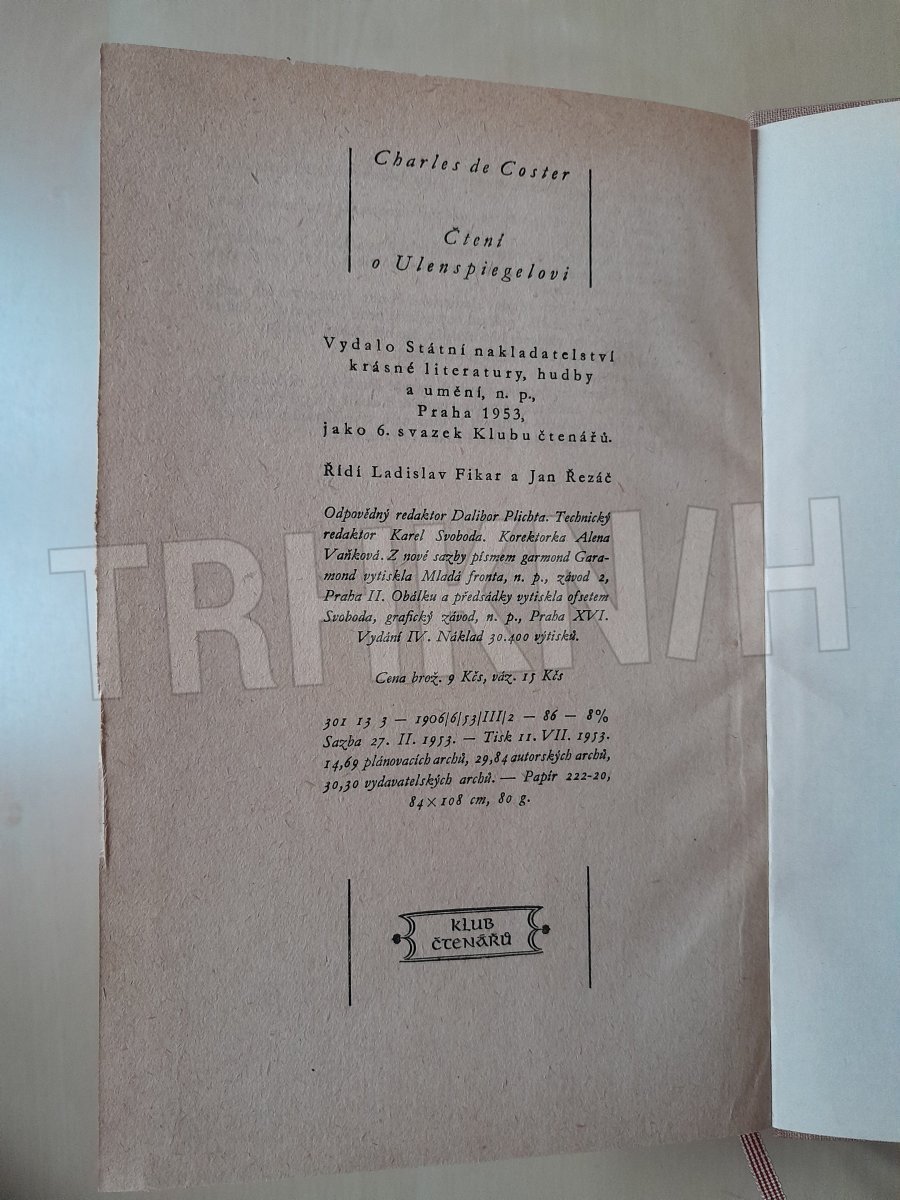 Charles de Coster
Čtení
o Ulenspiegelovi
Vydalo Státní nakladatelství
krásné literatury, hudby
a umění, n. p.,
Praha 1953,
jako 6. svazek Klubu čtenářů.
Řídí Ladislav Fikar a Jan Řezáč
Odpovědný redaktor Dalibor Plichta. Technický
redaktor Karel Svoboda. Korektorka Alena
Vaňková. Z nové sazby písmem garmond Gara-
mond vytiskla Mladá fronta, n. p., závod 2,
Praha II. Obálku a předsádky vytiskla ofsetem
Svoboda, grafický závod, n. p., Praha XVI.
Vydání IV. Náklad 30.400 výtisků.
Cena brož. 9 Kčs, váz. 15 Kčs
301 13 3 — 1906/6/53/III/2 — 86 — 8%
Sazba 27. II. 1953. — Tisk 11. VII. 1953.
14,69 plánovacích archů, 29,84 autorských archů,
30,30 vydavatelských archů. — Papír 222-20,
84 × 108 cm, 80 g.
KLUB
ČTENÁŘŮ